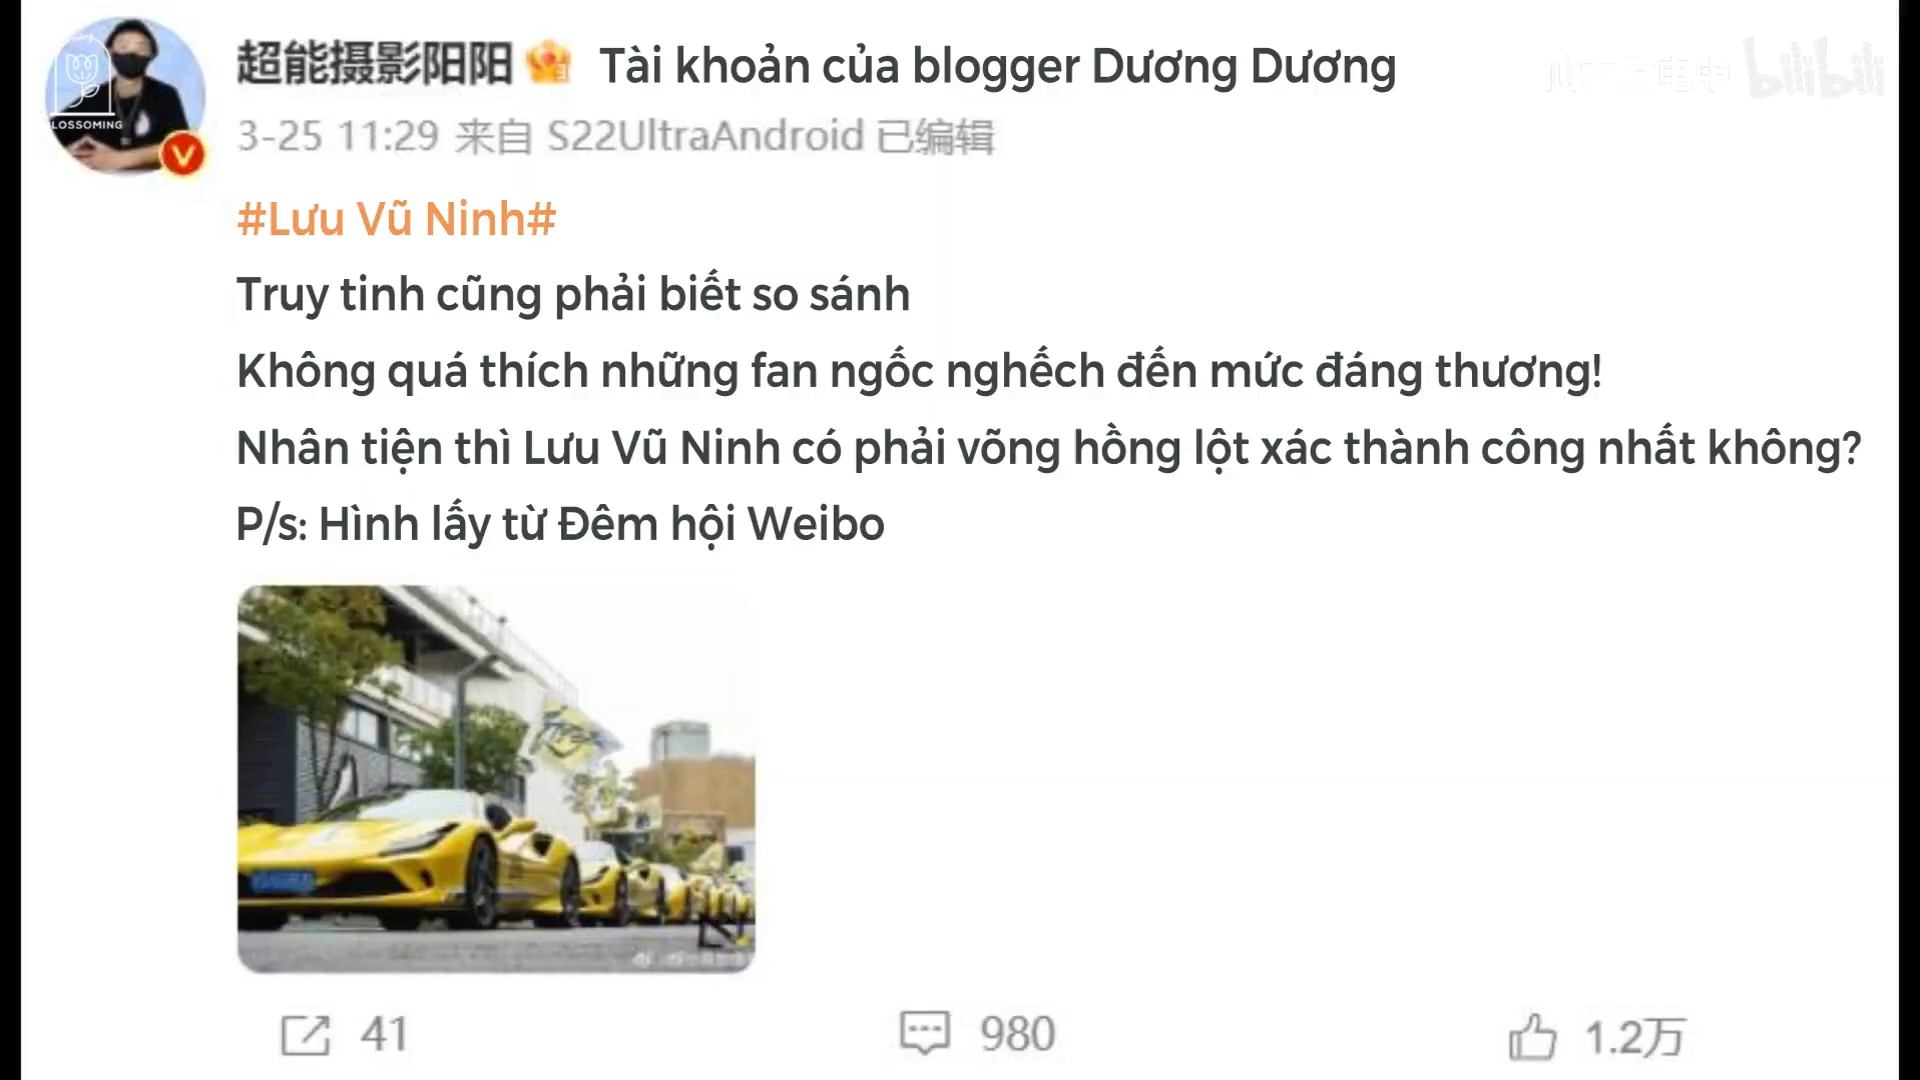 超能摄影阳阳 Tài khoản của blogger Dương Dương
bilibili
LOSSOMING
3-25 11:29 来自 S22UltraAndroid 已编辑
#Lưu Vũ Ninh#
Truy tinh cũng phải biết so sánh
Không quá thích những fan ngốc nghếch đến mức đáng thương!
Nhân tiện thì Lưu Vũ Ninh có phải võng hồng lột xác thành công nhất không?
P/s: Hình lấy từ Đêm hội Weibo
41
980
1.2万